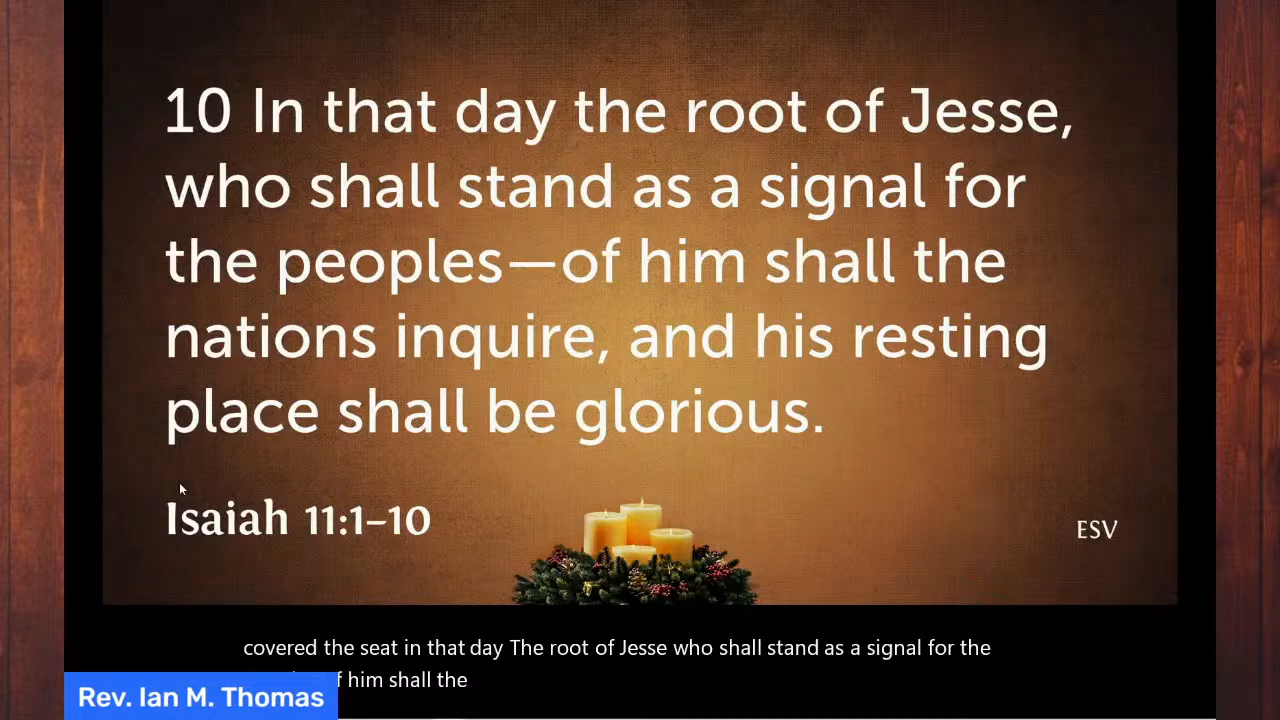 10 In that day the root of Jesse,
who shall stand as a signal for
the peoples—of him shall the
nations inquire, and his resting
place shall be glorious.
Isaiah 11:1–10
ESV
covered the seat in that day The root of Jesse who shall stand as a signal for the
him shall the
Rev. Ian M. Thomas